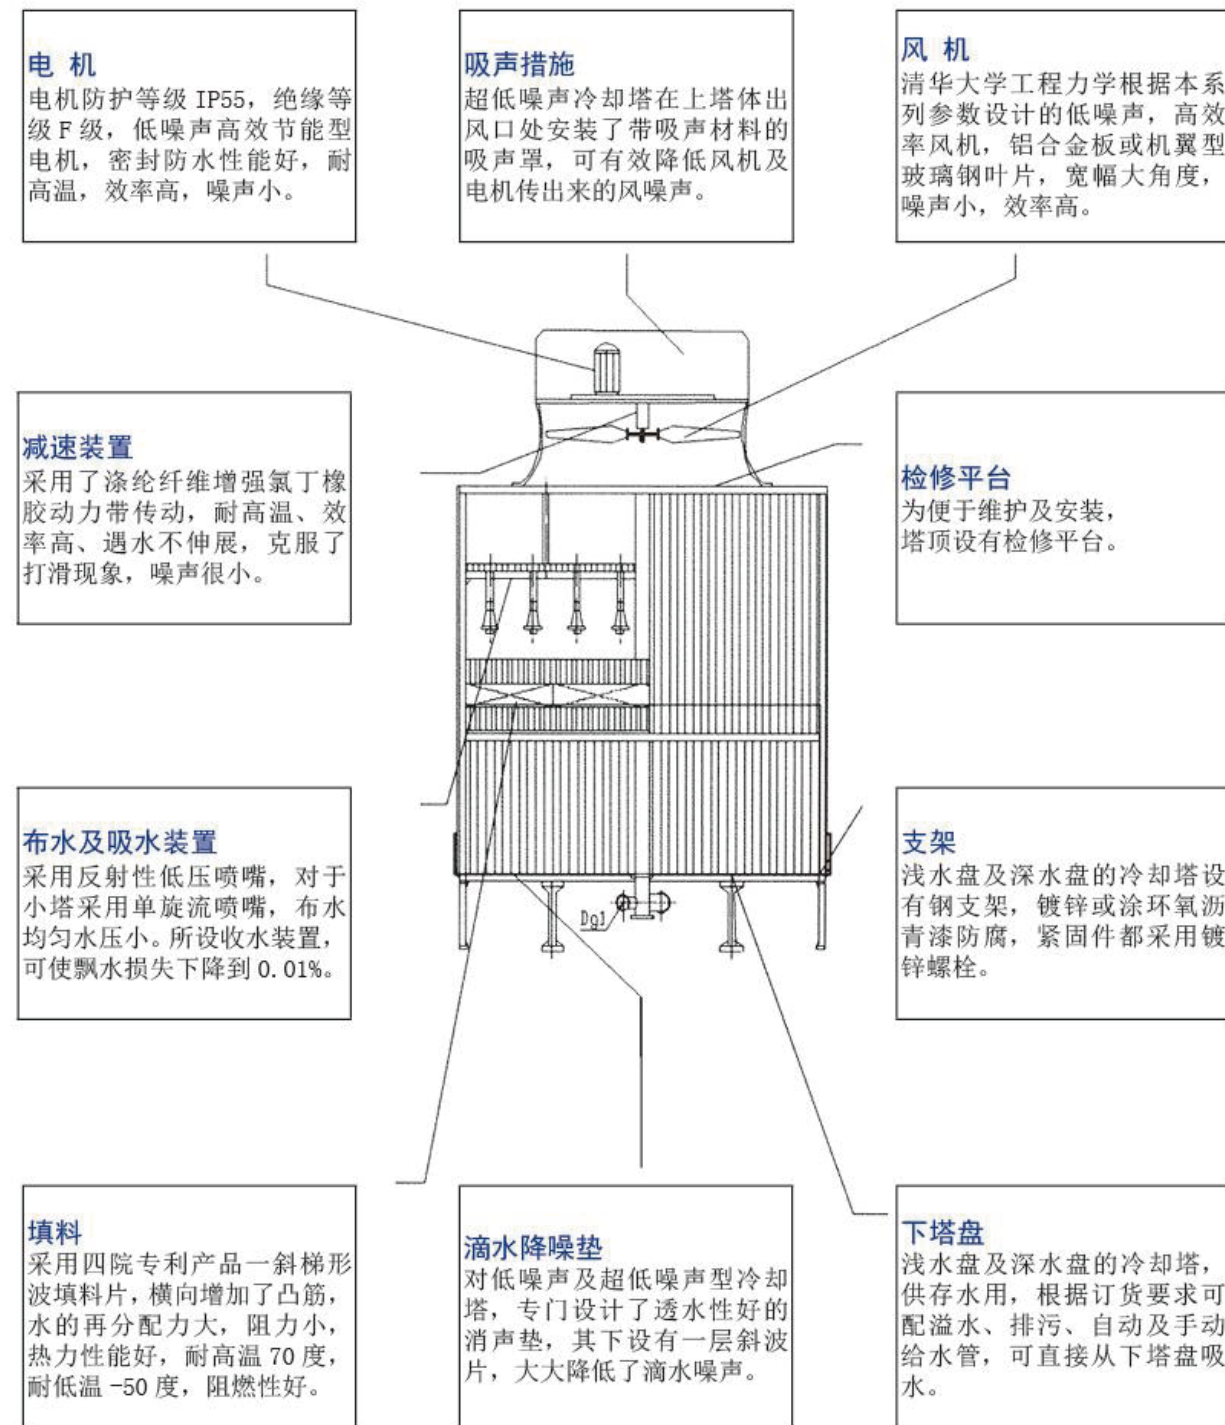 电 机
电机防护等级 IP55，绝缘等
级 F 级，低噪声高效节能型
电机，密封防水性能好，耐
高温，效率高，噪声小。
吸声措施
超低噪声冷却塔在上塔体出
风口处安装了带吸声材料的
吸声罩，可有效降低风机及
电机传出来的风噪声。
风 机
清华大学工程力学根据本系
列参数设计的低噪声，高效
率风机，铝合金板或机翼型
玻璃钢叶片，宽幅大角度，
噪声小，效率高。
减速装置
采用了涤纶纤维增强氯丁橡
胶动力带传动，耐高温、效
率高、遇水不伸展，克服了
打滑现象，噪声很小。
检修平台
为便于维护及安装，
塔顶设有检修平台。
布水及吸水装置
采用反射性低压喷嘴，对于
小塔采用单旋流喷嘴，布水
均匀水压小。所设收水装置，
可使飘水损失下降到 0.01%。
支架
浅水盘及深水盘的冷却塔设
有钢支架，镀锌或涂环氧沥
青漆防腐，紧固件都采用镀
锌螺栓。
Dg1
填料
采用四院专利产品一斜梯形
波填料片，横向增加了凸筋，
水的再分配力大，阻力小，
热力性能好，耐高温 70 度，
耐低温 -50 度，阻燃性好。
滴水降噪垫
对低噪声及超低噪声型冷却
塔，专门设计了透水性好的
消声垫，其下设有一层斜波
片，大大降低了滴水噪声。
下塔盘
浅水盘及深水盘的冷却塔，
供存水用，根据订货要求可
配溢水、排污、自动及手动
给水管，可直接从下塔盘吸
水。